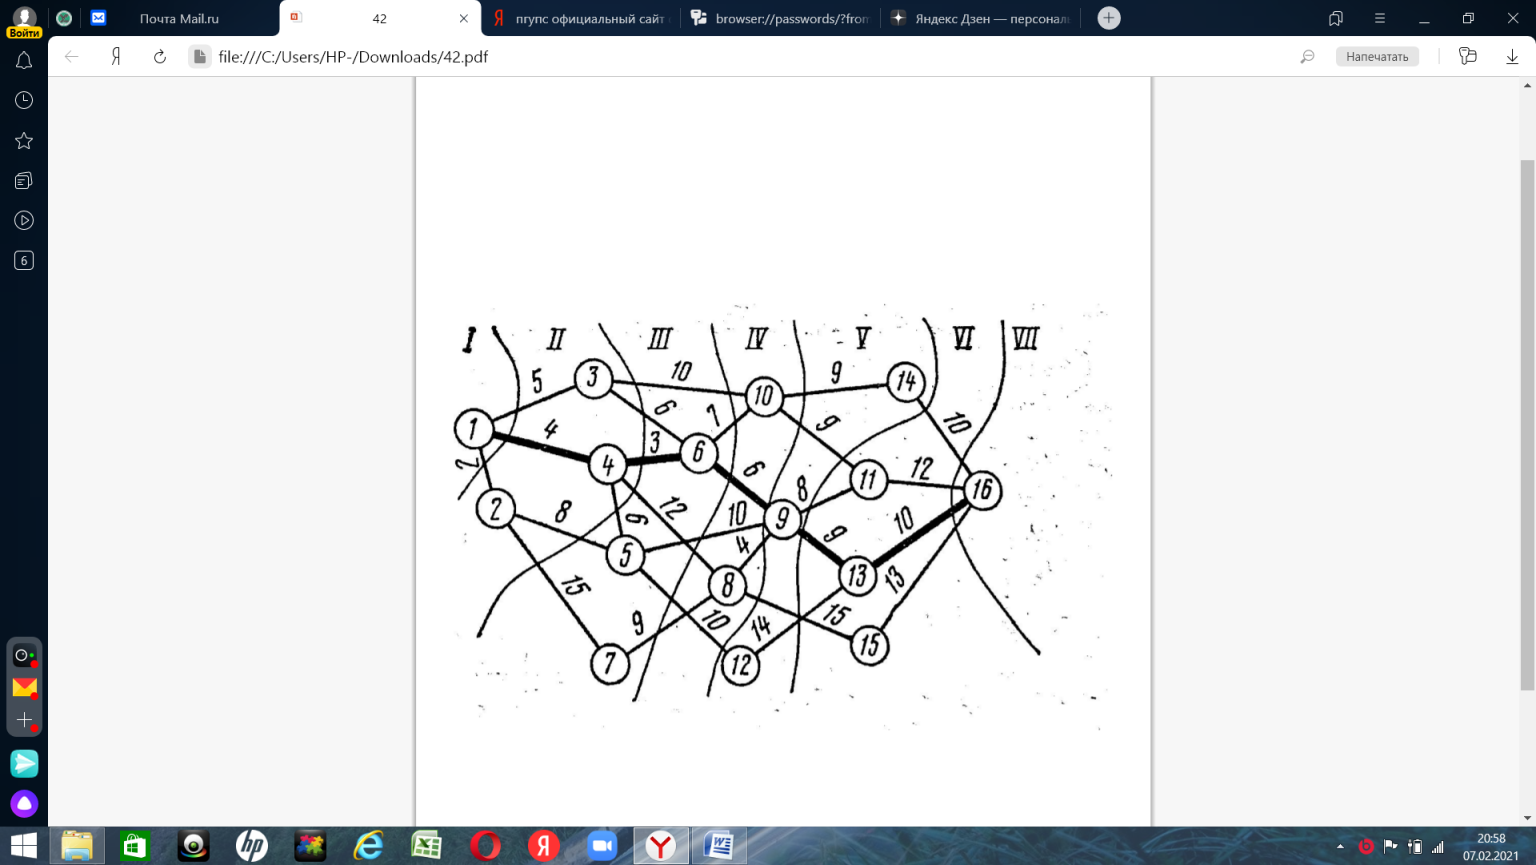 Войти
Почта Mail.ru
42
пгупс официальный сайт
browser://passwords/?from
Яндекс Дзен — персональ
file:///C:/Users/HP-/Downloads/42.pdf
Напечатать
6
I II III IV V VI VII
5 3 10 10 9 14
1 4 6 7 9 10
2 4 3 6 6 8 11 12 16
2 8 6 12 10 9 9 10
5 4 13 13
15 8
9 10 14 15
7 12 15
20:58
07.02.2021